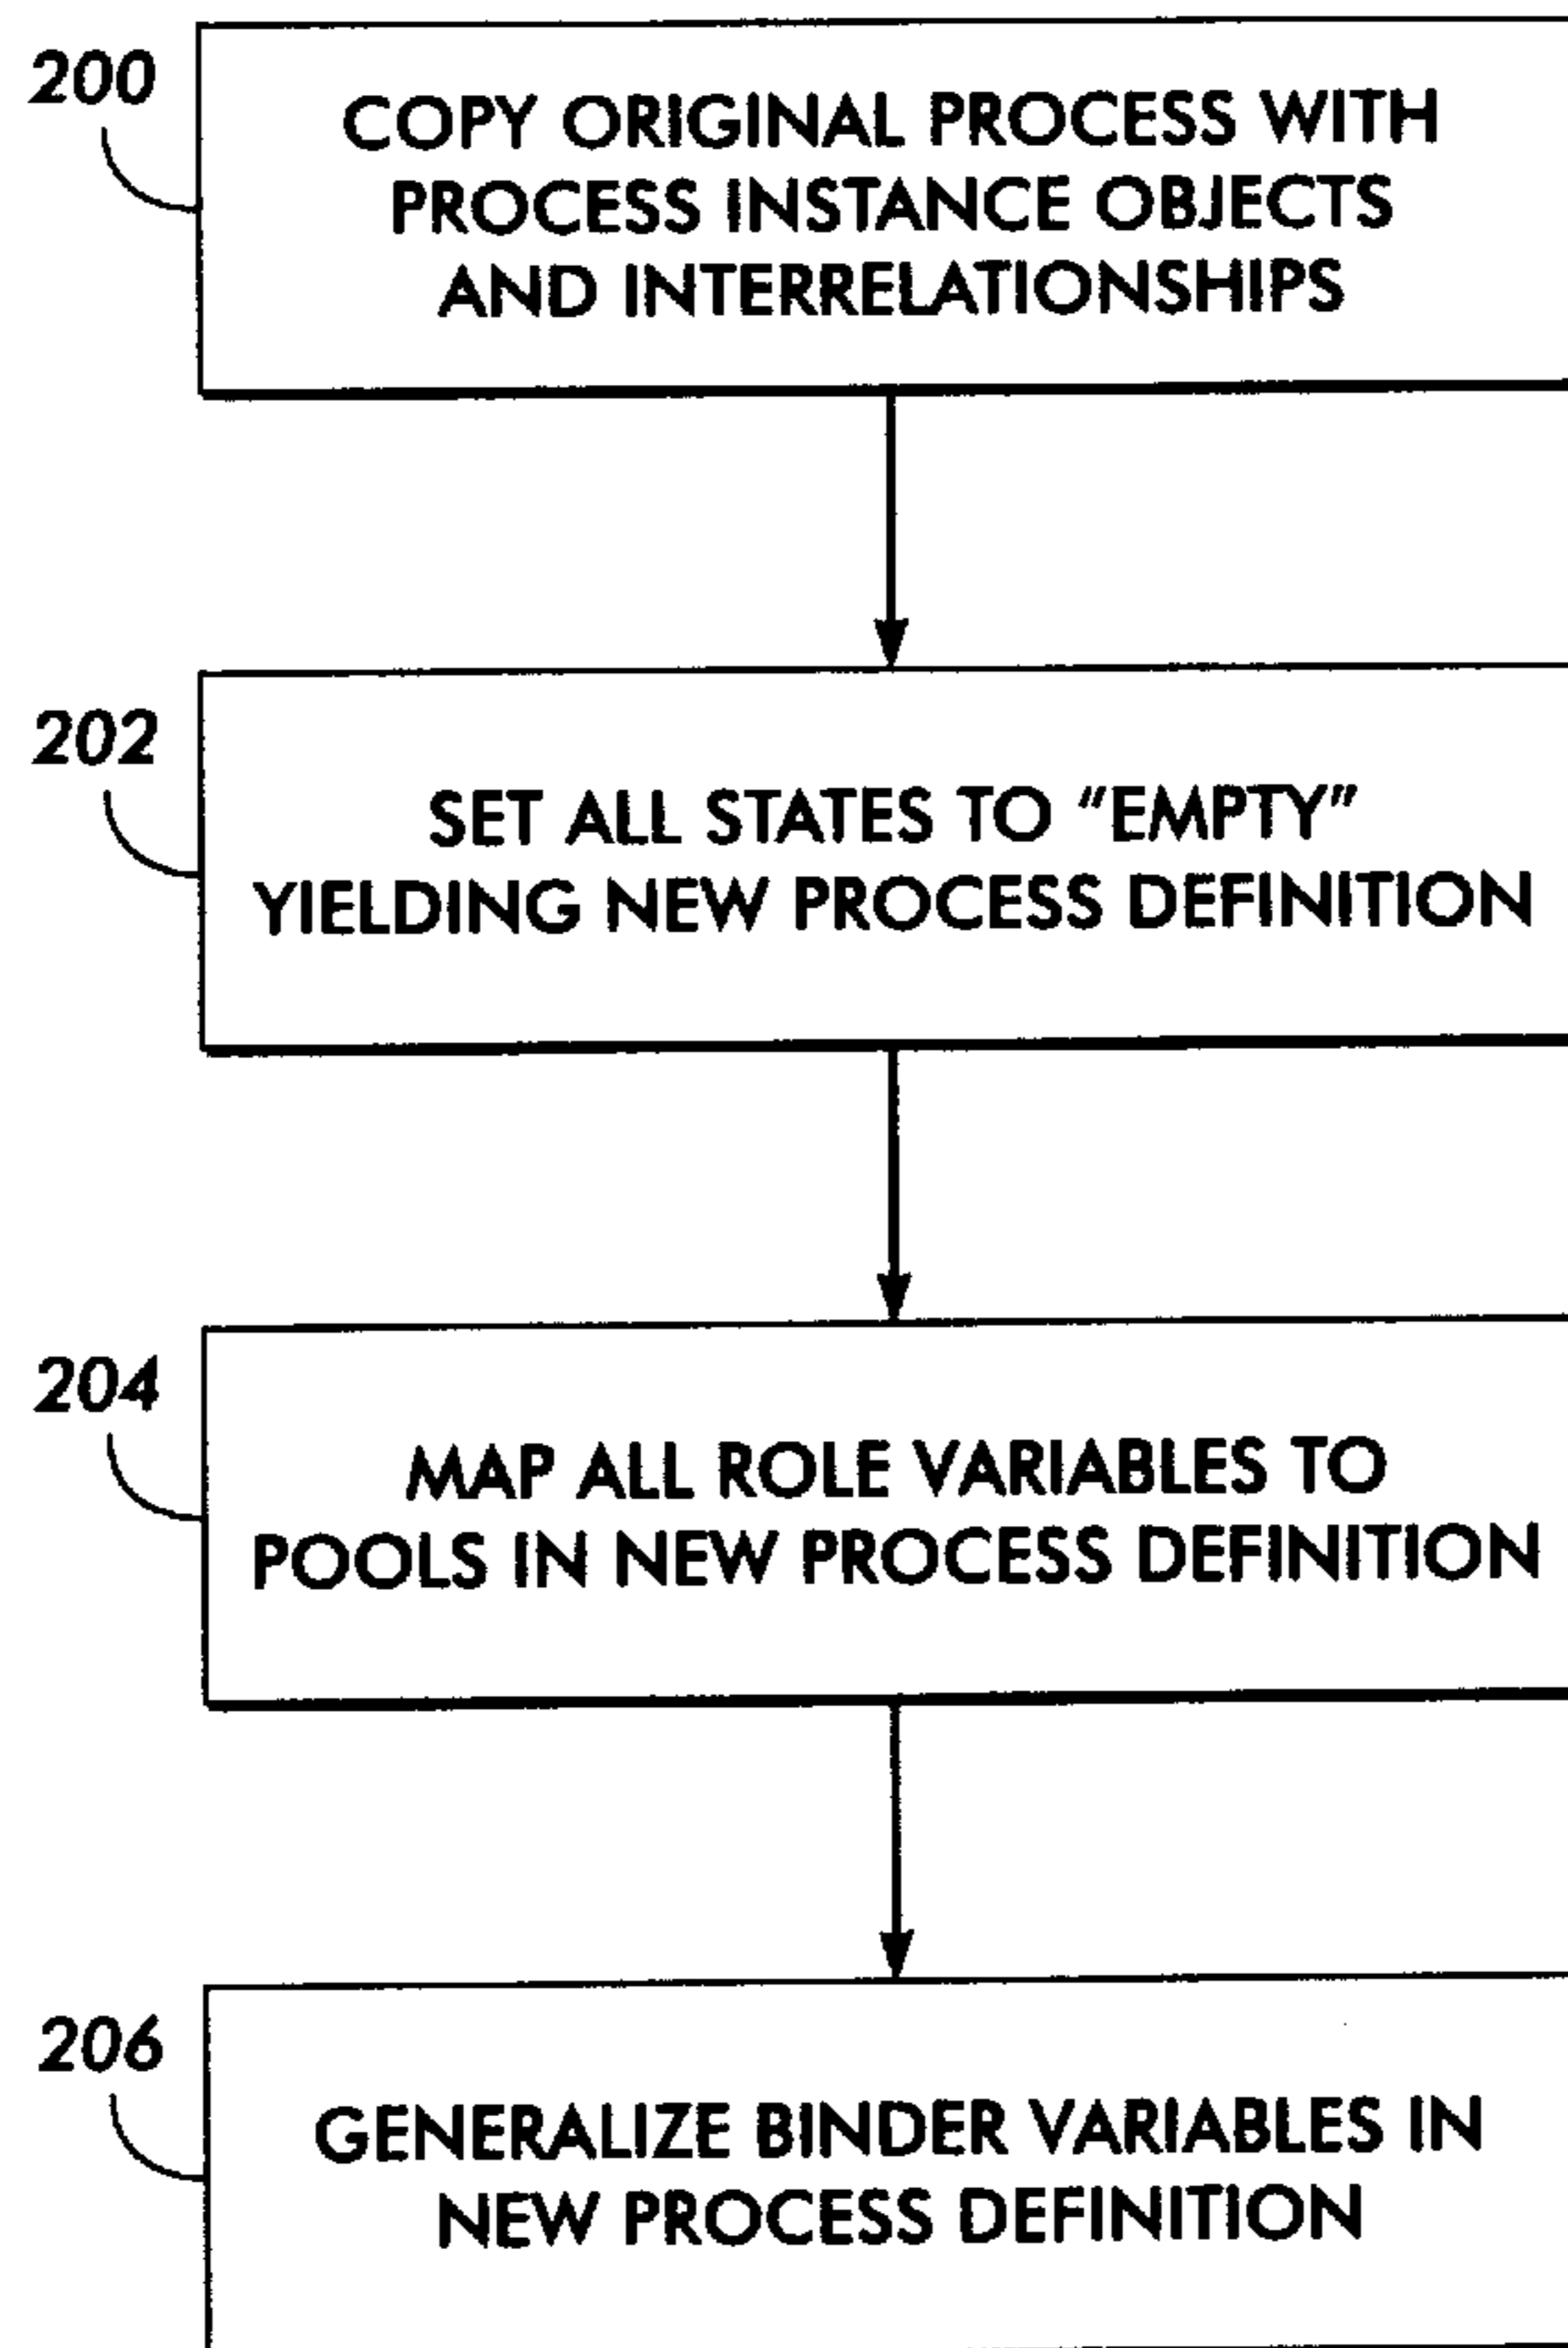 200
COPY ORIGINAL PROCESS WITH
PROCESS INSTANCE OBJECTS
AND INTERRELATIONSHIPS
202
SET ALL STATES TO “EMPTY”
YIELDING NEW PROCESS DEFINITION
204
MAP ALL ROLE VARIABLES TO
POOLS IN NEW PROCESS DEFINITION
206
GENERALIZE BINDER VARIABLES IN
NEW PROCESS DEFINITION